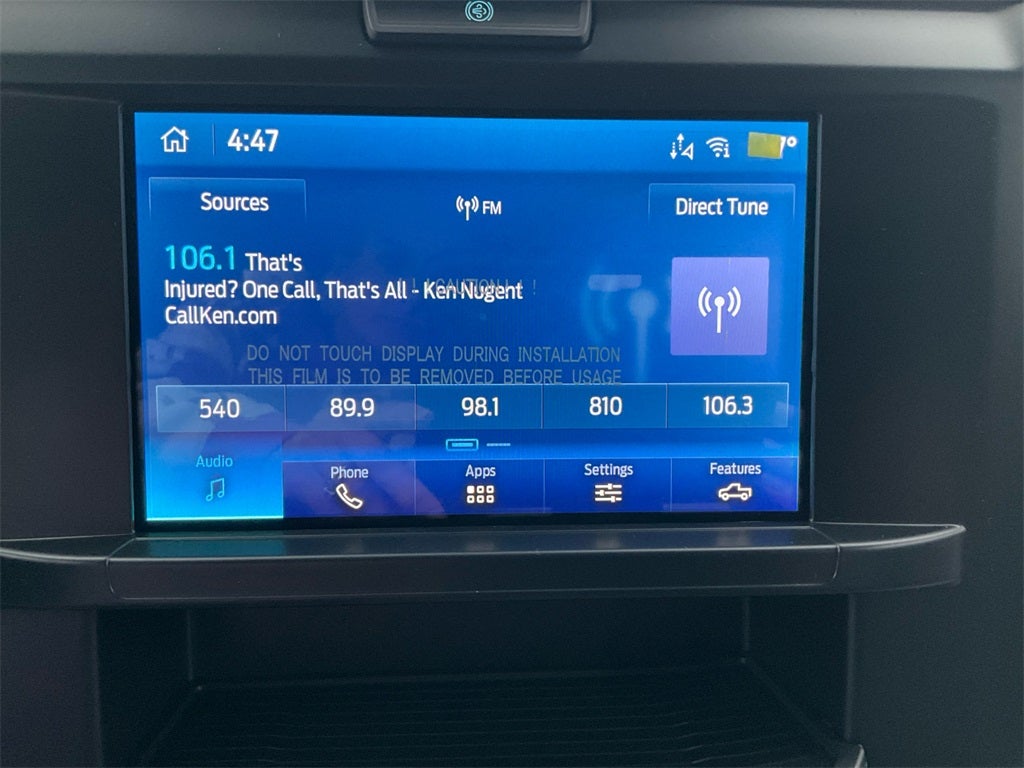 4:47
Sources
FM
Direct Tune
106.1 That's
! ! CAUTION ! !
Injured? One Call, That's All - Ken Nugent
CallKen.com
DO NOT TOUCH DISPLAY DURING INSTALLATION
THIS FILM IS TO BE REMOVED BEFORE USAGE
540 89.9 98.1 810 106.3
Audio Phone Apps Settings Features